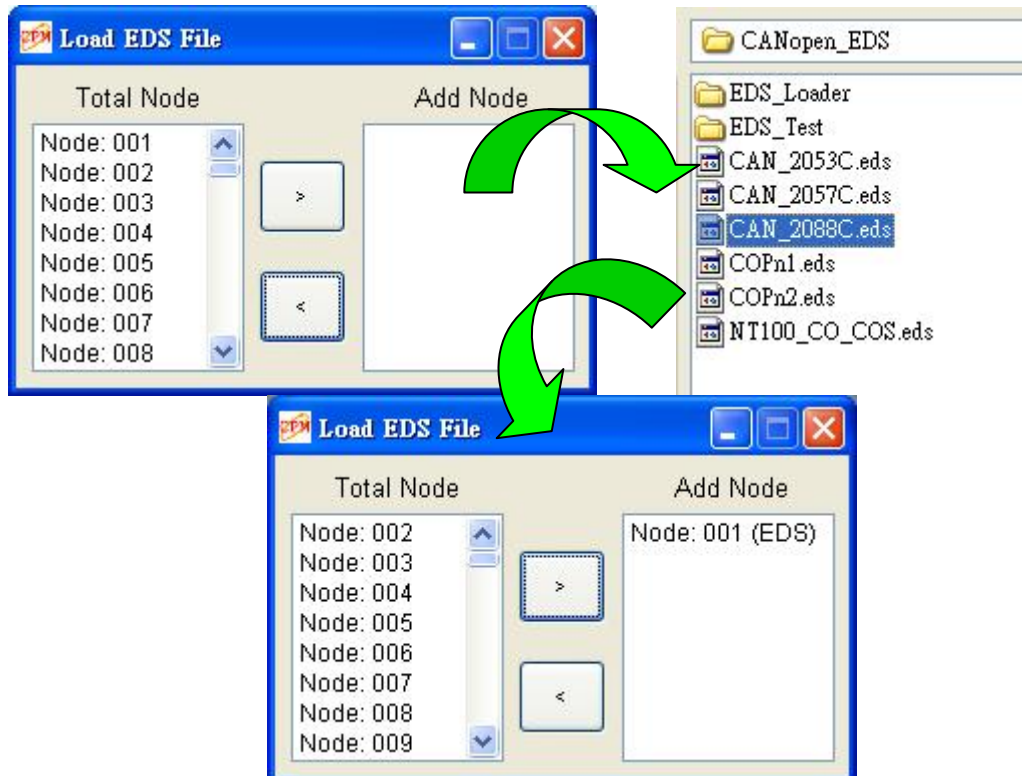 Load EDS File
Total Node
Add Node
Node: 001
Node: 002
Node: 003
Node: 004
Node: 005
Node: 006
Node: 007
Node: 008
>
<
CANopen_EDS
EDS_Loader
EDS_Test
CAN_2053C.eds
CAN_2057C.eds
CAN_2088C.eds
COPn1.eds
COPn2.eds
NT100_CO_COS.eds
Load EDS File
Total Node
Add Node
Node: 002
Node: 003
Node: 004
Node: 005
Node: 006
Node: 007
Node: 008
Node: 009
>
<
Node: 001 (EDS)